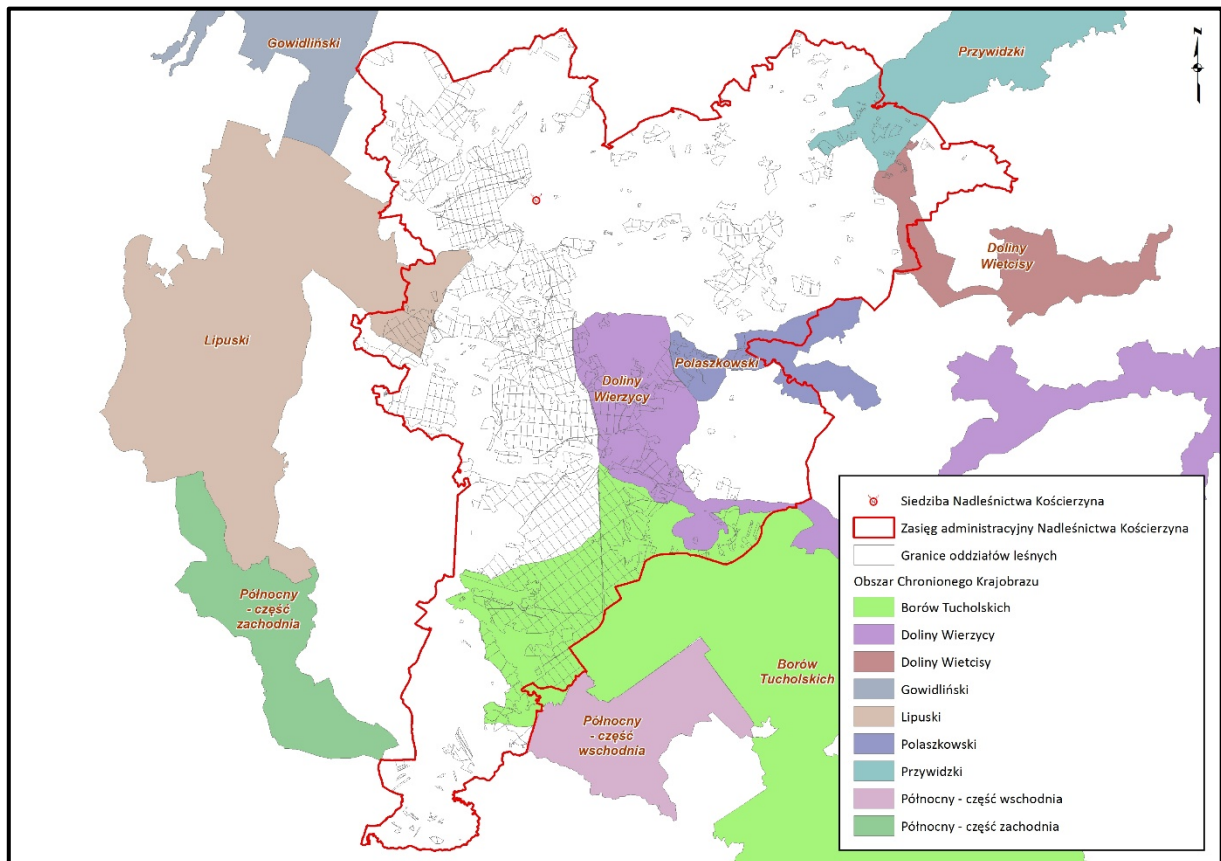 Gowidliński
Przywidzki
N
Doliny
Wietcisy
Lipuski
Polaszkowski
Doliny
Wierzycy
Północny
- część
zachodnia
Borów
Tucholskich
Północny
- część
wschodnia
Siedziba Nadleśnictwa Kościerzyna
Zasięg administracyjny Nadleśnictwa Kościerzyna
Granice oddziałów leśnych
Obszar Chronionego Krajobrazu
Borów Tucholskich
Doliny Wierzycy
Doliny Wietcisy
Gowidliński
Lipuski
Polaszkowski
Przywidzki
Północny - część wschodnia
Północny - część zachodnia